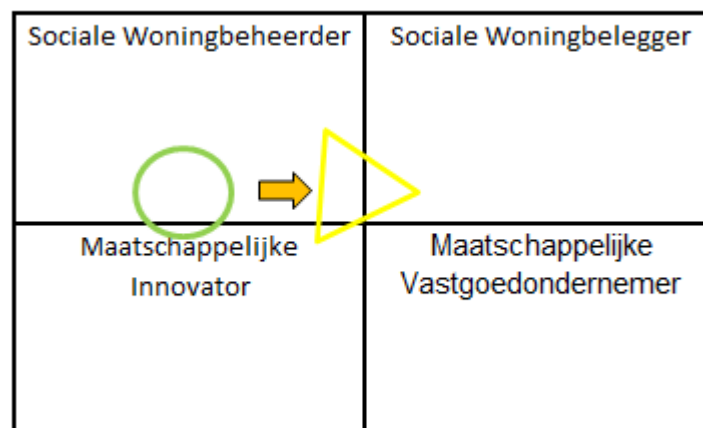 Sociale Woningbeheerder
Sociale Woningbelegger
Maatschappelijke
Innovator
Maatschappelijke
Vastgoedondernemer